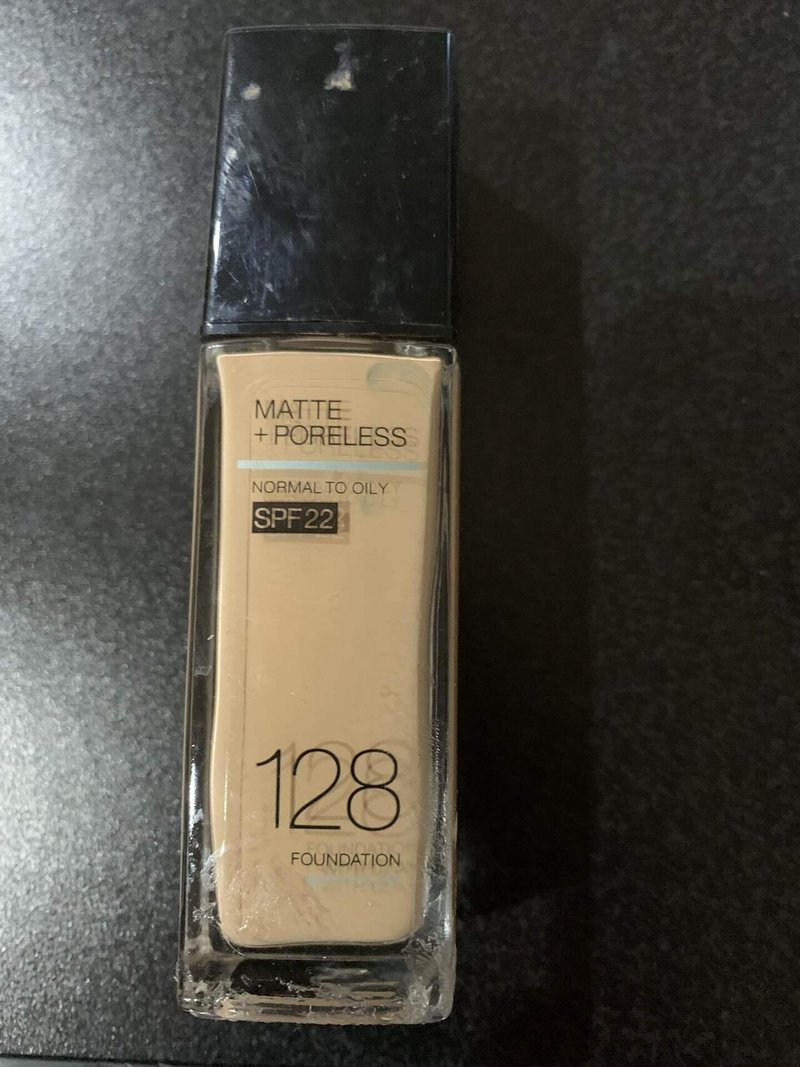 MATTE
+ PORELESS
NORMAL TO OILY
SPF 22
128
FOUNDATION